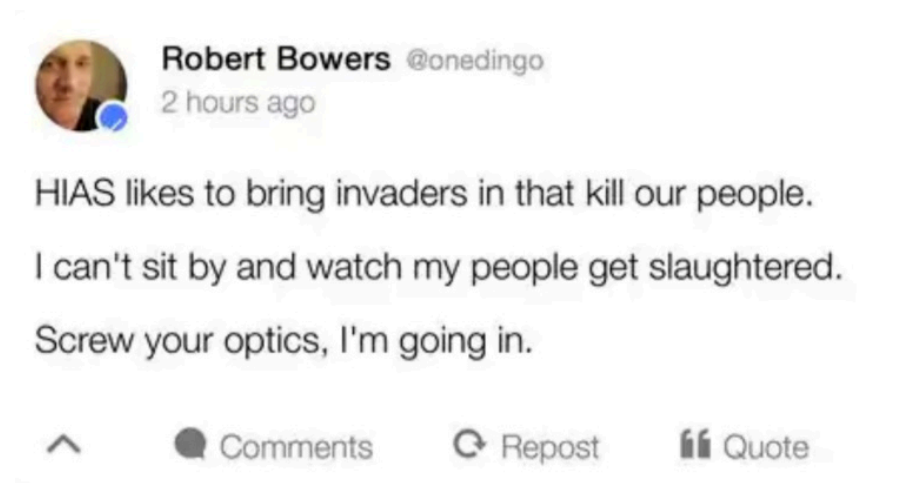 Robert Bowers @onedingo
2 hours ago
HIAS likes to bring invaders in that kill our people.
I can't sit by and watch my people get slaughtered.
Screw your optics, I'm going in.
Comments Repost Quote